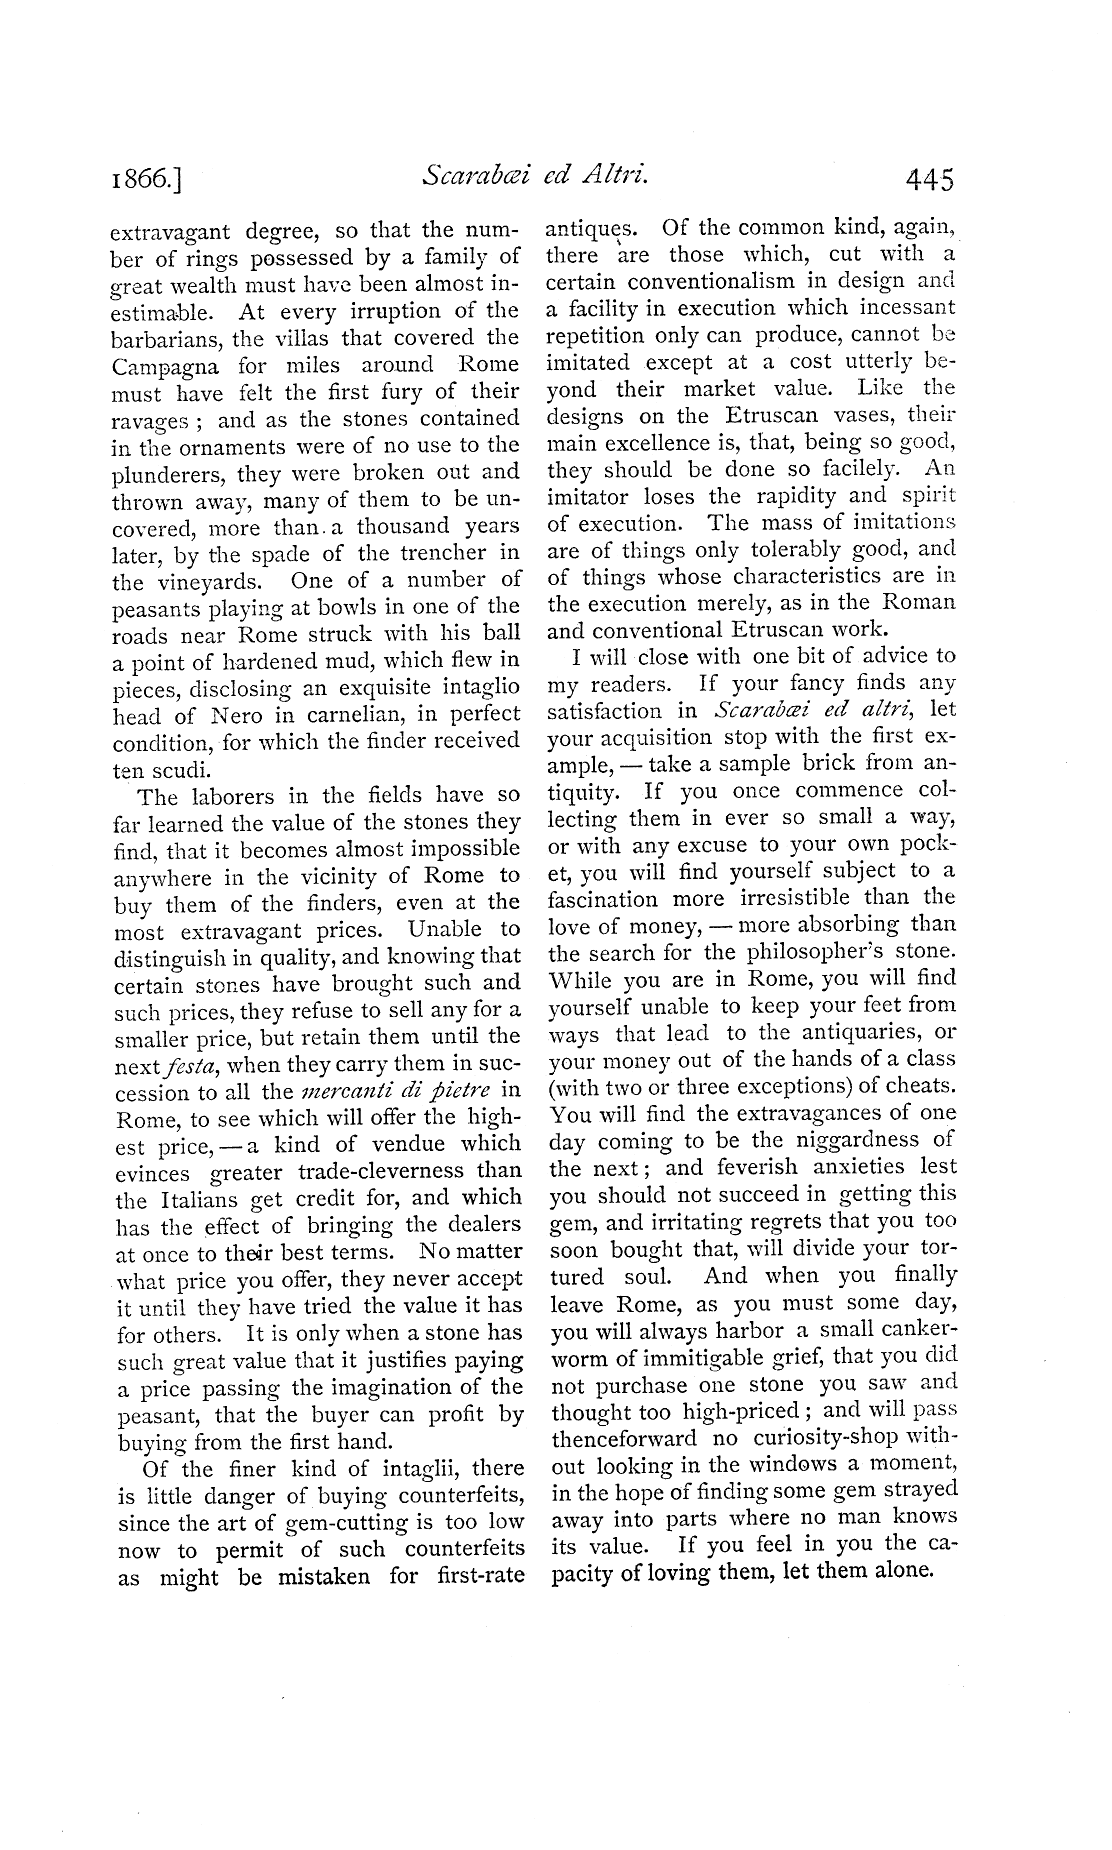 1866.] Scarabæi ed Altri. 445
extravagant degree, so that the num-
ber of rings possessed by a family of
great wealth must have been almost in-
estimable. At every irruption of the
barbarians, the villas that covered the
Campagna for miles around Rome
must have felt the first fury of their
ravages ; and as the stones contained
in the ornaments were of no use to the
plunderers, they were broken out and
thrown away, many of them to be un-
covered, more than a thousand years
later, by the spade of the trencher in
the vineyards. One of a number of
peasants playing at bowls in one of the
roads near Rome struck with his ball
a point of hardened mud, which flew in
pieces, disclosing an exquisite intaglio
head of Nero in carnelian, in perfect
condition, for which the finder received
ten scudi.
The laborers in the fields have so
far learned the value of the stones they
find, that it becomes almost impossible
anywhere in the vicinity of Rome to
buy them of the finders, even at the
most extravagant prices. Unable to
distinguish in quality, and knowing that
certain stones have brought such and
such prices, they refuse to sell any for a
smaller price, but retain them until the
next festa, when they carry them in suc-
cession to all the mercanti di pietre in
Rome, to see which will offer the high-
est price, — a kind of vendue which
evinces greater trade-cleverness than
the Italians get credit for, and which
has the effect of bringing the dealers
at once to their best terms. No matter
what price you offer, they never accept
it until they have tried the value it has
for others. It is only when a stone has
such great value that it justifies paying
a price passing the imagination of the
peasant, that the buyer can profit by
buying from the first hand.
Of the finer kind of intaglii, there
is little danger of buying counterfeits,
since the art of gem-cutting is too low
now to permit of such counterfeits
as might be mistaken for first-rate
antiques. Of the common kind, again,
there are those which, cut with a
certain conventionalism in design and
a facility in execution which incessant
repetition only can produce, cannot be
imitated except at a cost utterly be-
yond their market value. Like the
designs on the Etruscan vases, their
main excellence is, that, being so good,
they should be done so facilely. An
imitator loses the rapidity and spirit
of execution. The mass of imitations
are of things only tolerably good, and
of things whose characteristics are in
the execution merely, as in the Roman
and conventional Etruscan work.
I will close with one bit of advice to
my readers. If your fancy finds any
satisfaction in Scarabæi ed altri, let
your acquisition stop with the first ex-
ample, — take a sample brick from an-
tiquity. If you once commence col-
lecting them in ever so small a way,
or with any excuse to your own pock-
et, you will find yourself subject to a
fascination more irresistible than the
love of money, — more absorbing than
the search for the philosopher's stone.
While you are in Rome, you will find
yourself unable to keep your feet from
ways that lead to the antiquaries, or
your money out of the hands of a class
(with two or three exceptions) of cheats.
You will find the extravagances of one
day coming to be the niggardness of
the next ; and feverish anxieties lest
you should not succeed in getting this
gem, and irritating regrets that you too
soon bought that, will divide your tor-
tured soul. And when you finally
leave Rome, as you must some day,
you will always harbor a small canker-
worm of immitigable grief, that you did
not purchase one stone you saw and
thought too high-priced ; and will pass
thenceforward no curiosity-shop with-
out looking in the windows a moment,
in the hope of finding some gem strayed
away into parts where no man knows
its value. If you feel in you the ca-
pacity of loving them, let them alone.